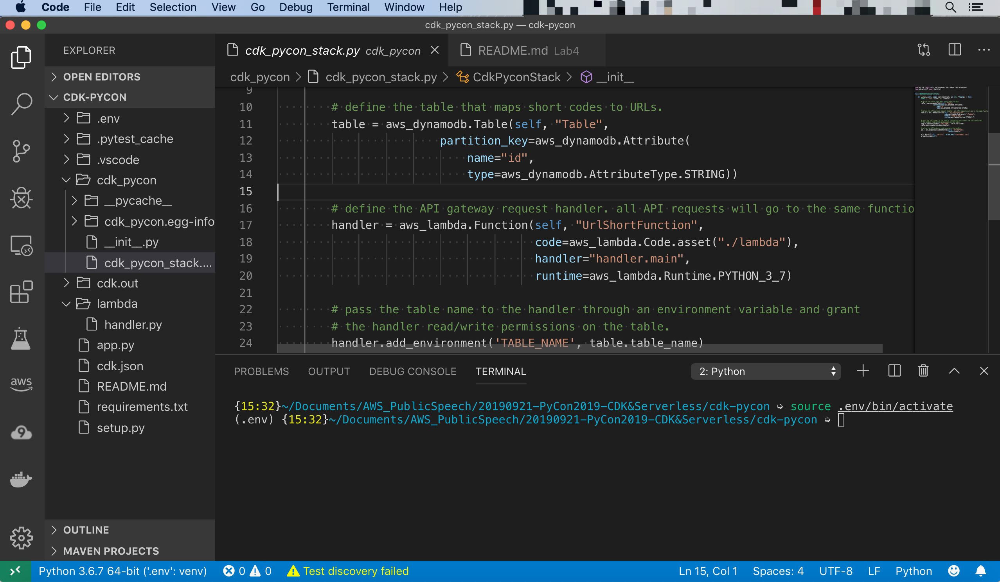 Code File Edit Selection View Go Debug Terminal Window Help
cdk_pycon_stack.py — cdk-pycon
EXPLORER
OPEN EDITORS
CDK-PYCON
.env
.pytest_cache
.vscode
cdk_pycon
__pycache__
cdk_pycon.egg-info
__init__.py
cdk_pycon_stack....
cdk.out
lambda
handler.py
app.py
cdk.json
README.md
requirements.txt
setup.py
OUTLINE
MAVEN PROJECTS
aws
9
cdk_pycon_stack.py cdk_pycon
README.md Lab4
cdk_pycon > cdk_pycon_stack.py > CdkPyconStack > __init__
9
10 # define the table that maps short codes to URLs.
11 table = aws_dynamodb.Table(self, "Table",
12 partition_key=aws_dynamodb.Attribute(
13 name="id",
14 type=aws_dynamodb.AttributeType.STRING))
15
16 # define the API gateway request handler. all API requests will go to the same functio
17 handler = aws_lambda.Function(self, "UrlShortFunction",
18 code=aws_lambda.Code.asset("./lambda"),
19 handler="handler.main",
20 runtime=aws_lambda.Runtime.PYTHON_3_7)
21
22 # pass the table name to the handler through an environment variable and grant
23 # the handler read/write permissions on the table.
24 handler.add_environment('TABLE_NAME', table.table_name)
PROBLEMS OUTPUT DEBUG CONSOLE TERMINAL 2: Python
{15:32}~/Documents/AWS_PublicSpeech/20190921-PyCon2019-CDK&Serverless/cdk-pycon ➭ source .env/bin/activate
(.env) {15:32}~/Documents/AWS_PublicSpeech/20190921-PyCon2019-CDK&Serverless/cdk-pycon ➭
Python 3.6.7 64-bit ('.env': venv) 0 0 Test discovery failed Ln 15, Col 1 Spaces: 4 UTF-8 LF Python